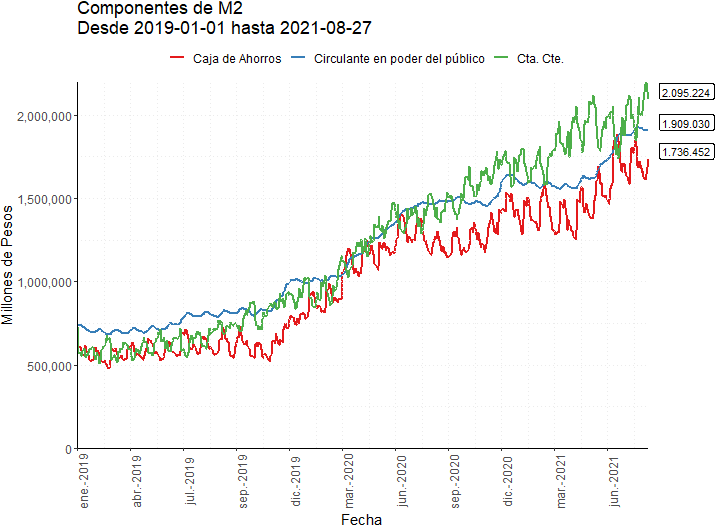 Componentes de M2
Desde 2019-01-01 hasta 2021-08-27
Caja de Ahorros Circulante en poder del público Cta. Cte.
2,000,000
1,500,000
1,000,000
500,000
0
2.095.224
1.909.030
1.736.452
Millones de Pesos
ene.-2019
abr.-2019
jun.-2019
sep.-2019
dic.-2019
mar.-2020
jun.-2020
sep.-2020
dic.-2020
mar.-2021
jun.-2021
Fecha